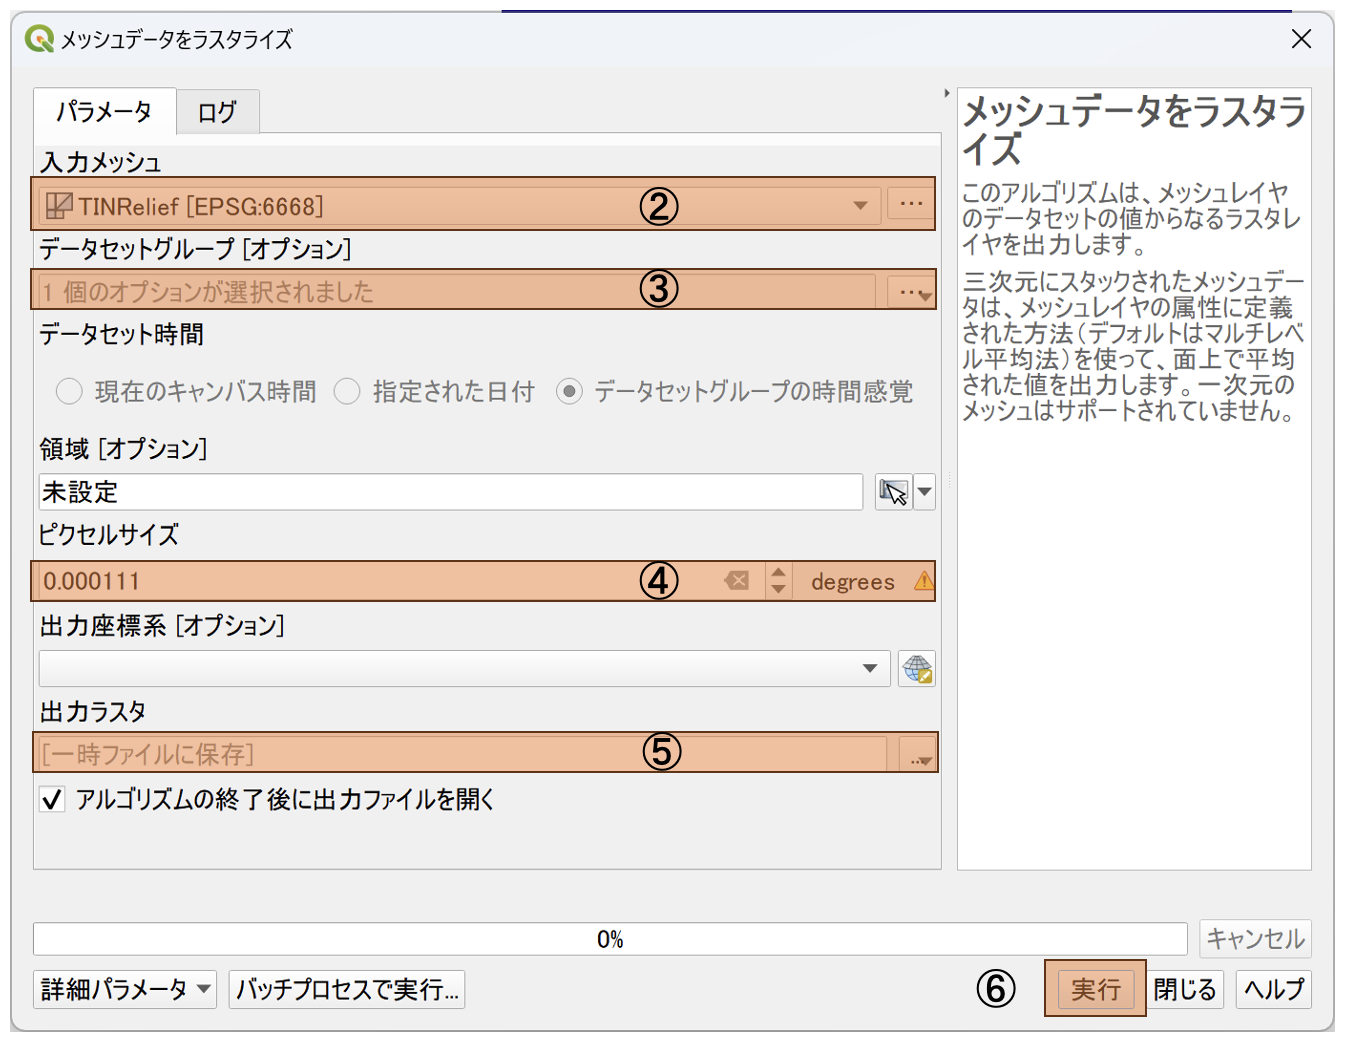 メッシュデータをラスタライズ
パラメータ
ログ
入力メッシュ
TINRelief [EPSG:6668]
②
…
データセットグループ [オプション]
1 個のオプションが選択されました
③
…
データセット時間
現在のキャンバス時間
指定された日付
データセットグループの時間感覚
領域 [オプション]
未設定
ピクセルサイズ
0.000111
④
degrees
出力座標系 [オプション]
出力ラスタ
[一時ファイルに保存]
⑤
…
アルゴリズムの終了後に出力ファイルを開く
メッシュデータをラスタラ
イズ
このアルゴリズムは、メッシュレイヤ
のデータセットの値からなるラスタレ
イヤを出力します。
三次元にスタックされたメッシュデー
タは、メッシュレイヤの属性に定義
された方法（デフォルトはマルチレベ
ル平均法）を使って、面上で平均
された値を出力します。一次元の
メッシュはサポートされていません。
0%
キャンセル
詳細パラメータ
バッチプロセスで実行...
⑥
実行
閉じる
ヘルプ